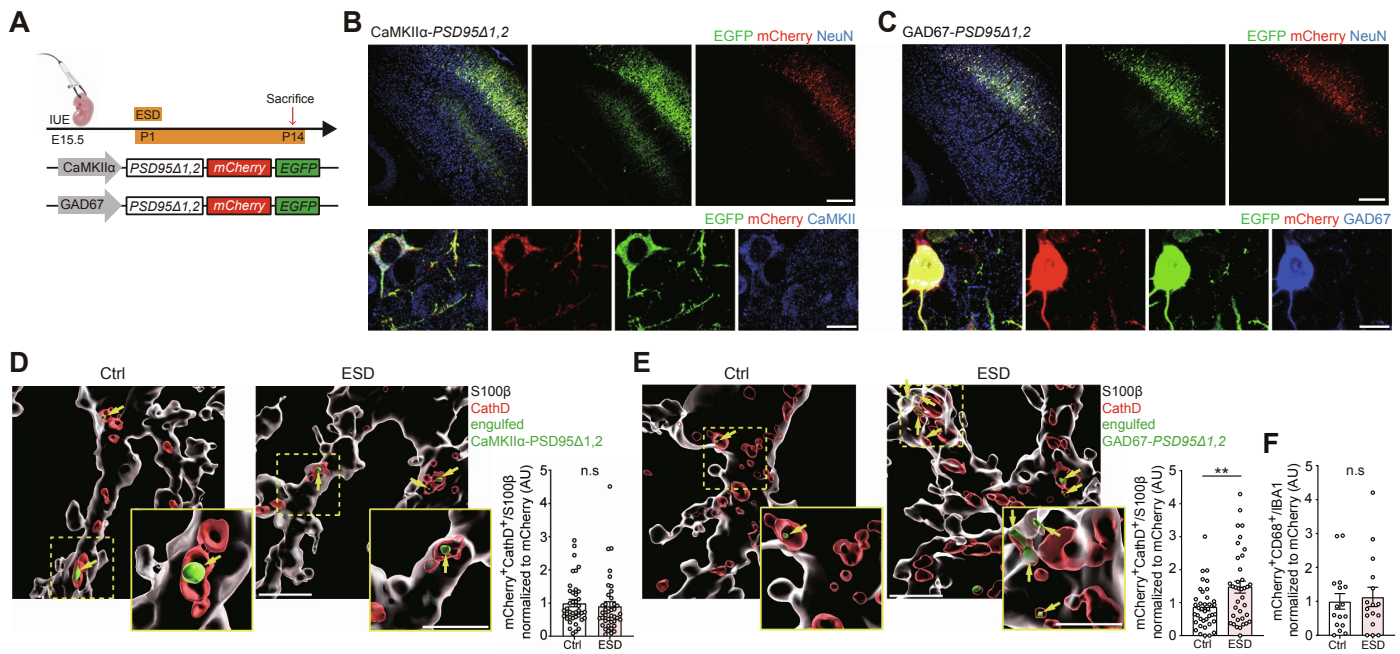 A
IUE
E15.5
ESD
P1
Sacrifice
P14
CaMKIIα
PSD95Δ1,2
mCherry
EGFP
GAD67
PSD95Δ1,2
mCherry
EGFP
B
CaMKIIα-PSD95Δ1,2
EGFP mCherry NeuN
EGFP mCherry CaMKII
C
GAD67-PSD95Δ1,2
EGFP mCherry NeuN
EGFP mCherry GAD67
D
Ctrl
ESD
S100β
CathD
engulfed
CaMKIIα-PSD95Δ1,2
mCherry+CathD+/S100β
normalized to mCherry (AU)
5
4
3
2
1
0
n.s
Ctrl
ESD
E
Ctrl
ESD
S100β
CathD
engulfed
GAD67-PSD95Δ1,2
mCherry+CathD+/S100β
normalized to mCherry (AU)
5
4
3
2
1
0
**
Ctrl
ESD
F
mCherry+CD68+/IBA1
normalized to mCherry (AU)
5
4
3
2
1
0
n.s
Ctrl
ESD